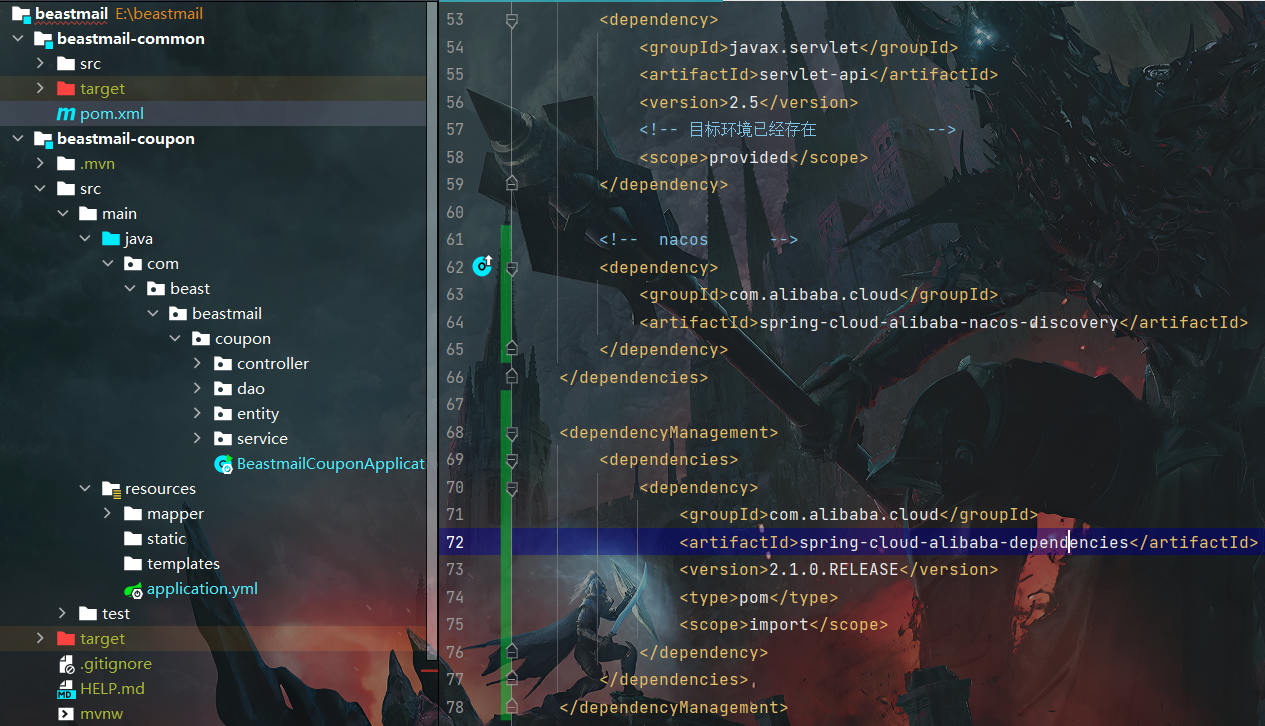 beastmail E:\beastmail
beastmail-common
src
target
pom.xml
beastmail-coupon
.mvn
src
main
java
com
beast
beastmail
coupon
controller
dao
entity
service
BeastmailCouponApplicat
resources
mapper
static
templates
application.yml
test
target
.gitignore
HELP.md
mvnw
53 <dependency>
54 <groupId>javax.servlet</groupId>
55 <artifactId>servlet-api</artifactId>
56 <version>2.5</version>
57 <!-- 目标环境已经存在 -->
58 <scope>provided</scope>
59 </dependency>
60
61 <!-- nacos -->
62 <dependency>
63 <groupId>com.alibaba.cloud</groupId>
64 <artifactId>spring-cloud-alibaba-nacos-discovery</artifactId>
65 </dependency>
66 </dependencies>
67
68 <dependencyManagement>
69 <dependencies>
70 <dependency>
71 <groupId>com.alibaba.cloud</groupId>
72 <artifactId>spring-cloud-alibaba-dependencies</artifactId>
73 <version>2.1.0.RELEASE</version>
74 <type>pom</type>
75 <scope>import</scope>
76 </dependency>
77 </dependencies>
78 </dependencyManagement>